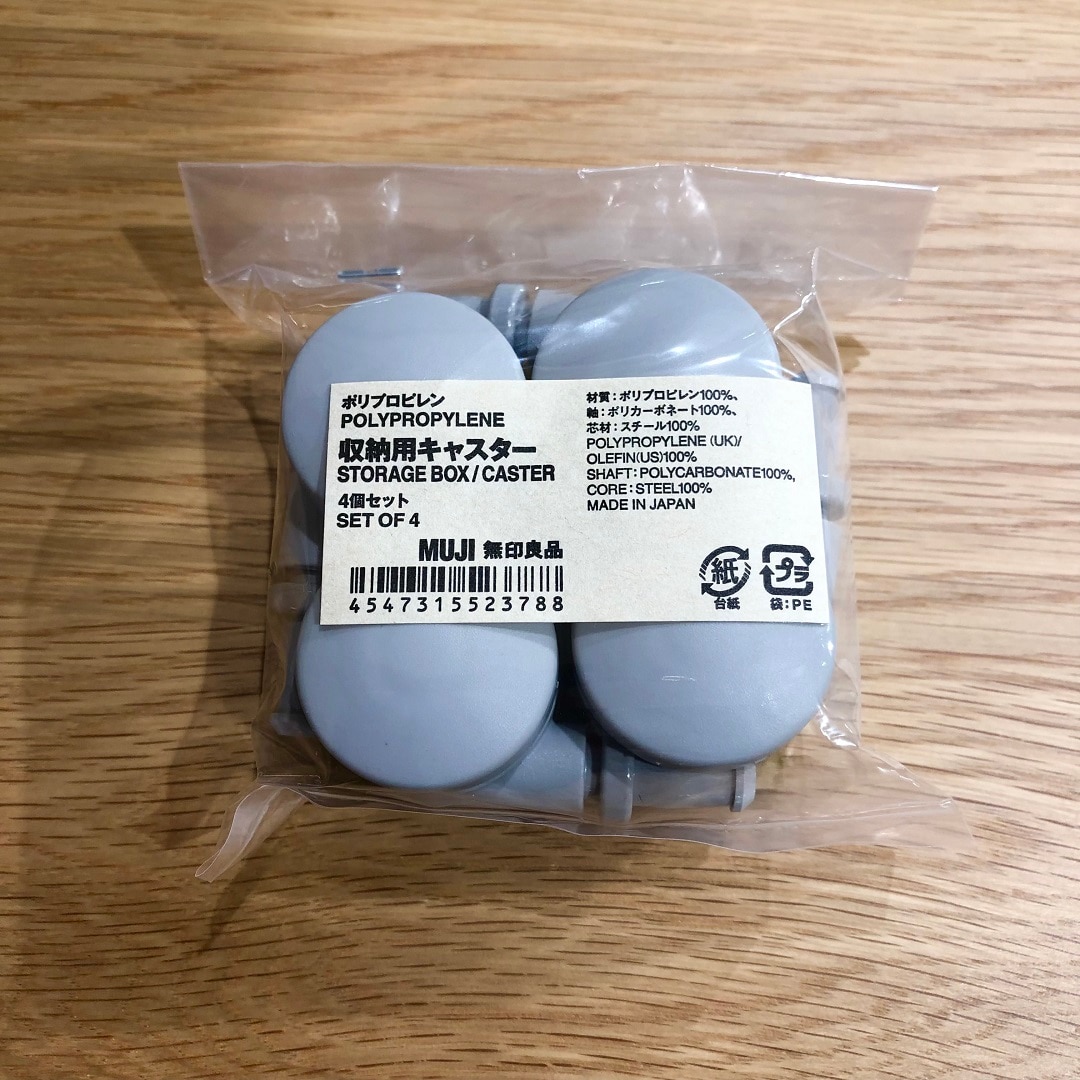 ポリプロピレン
POLYPROPYLENE
収納用キャスター
STORAGE BOX / CASTER
4個セット
SET OF 4
MUJI 無印良品
4547315523788
材質：ポリプロピレン100%、
軸：ポリカーボネート100%、
芯材：スチール100%
POLYPROPYLENE (UK)/
OLEFIN(US)100%
SHAFT：POLYCARBONATE100%,
CORE：STEEL100%
MADE IN JAPAN
紙
台紙
プラ
袋：PE